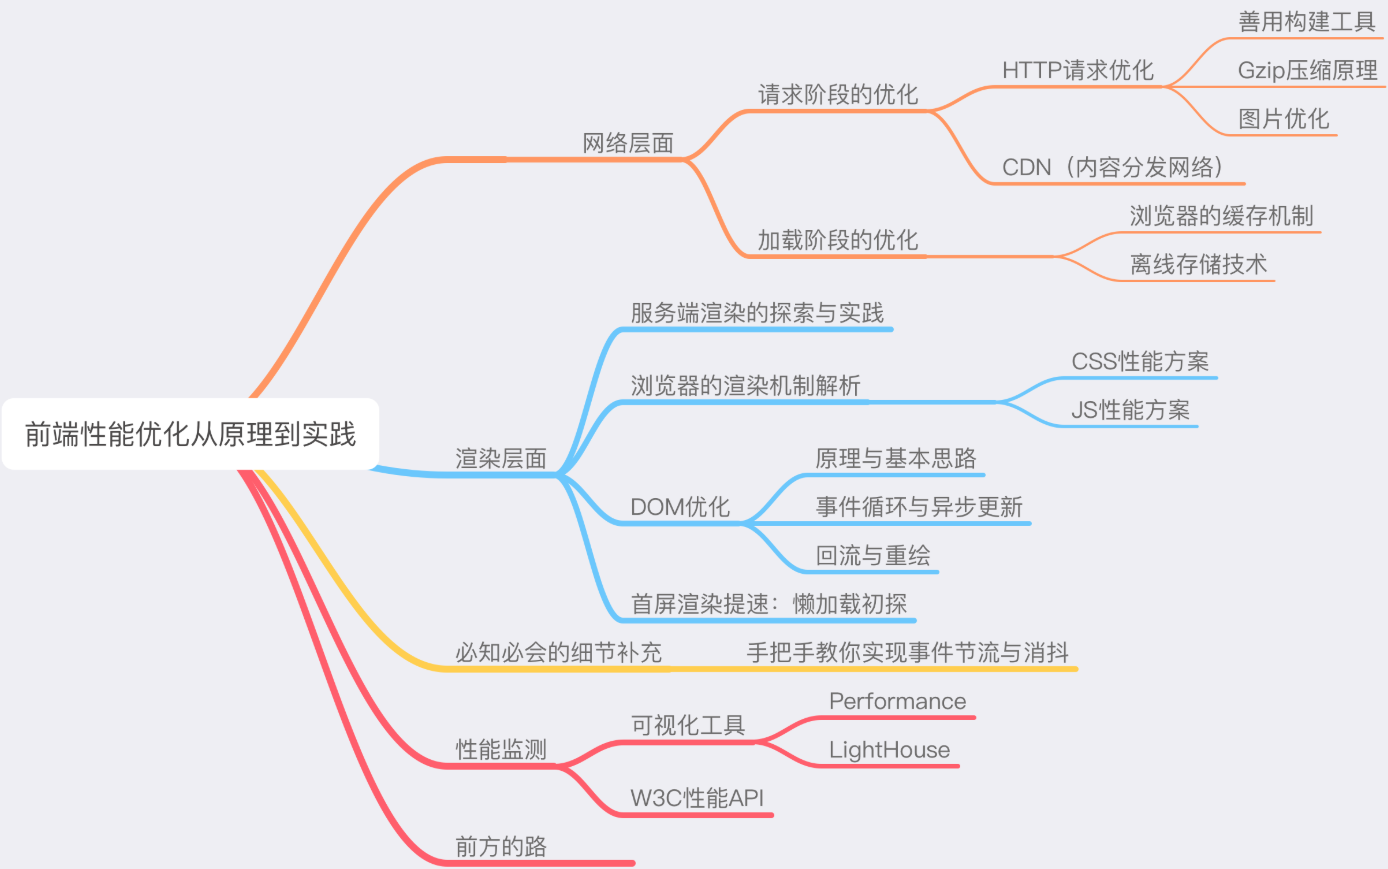 前端性能优化从原理到实践
网络层面
请求阶段的优化
HTTP请求优化
善用构建工具
Gzip压缩原理
图片优化
CDN（内容分发网络）
加载阶段的优化
浏览器的缓存机制
离线存储技术
渲染层面
服务端渲染的探索与实践
浏览器的渲染机制解析
CSS性能方案
JS性能方案
DOM优化
原理与基本思路
事件循环与异步更新
回流与重绘
首屏渲染提速：懒加载初探
必知必会的细节补充
手把手教你实现事件节流与消抖
性能监测
可视化工具
Performance
LightHouse
W3C性能API
前方的路